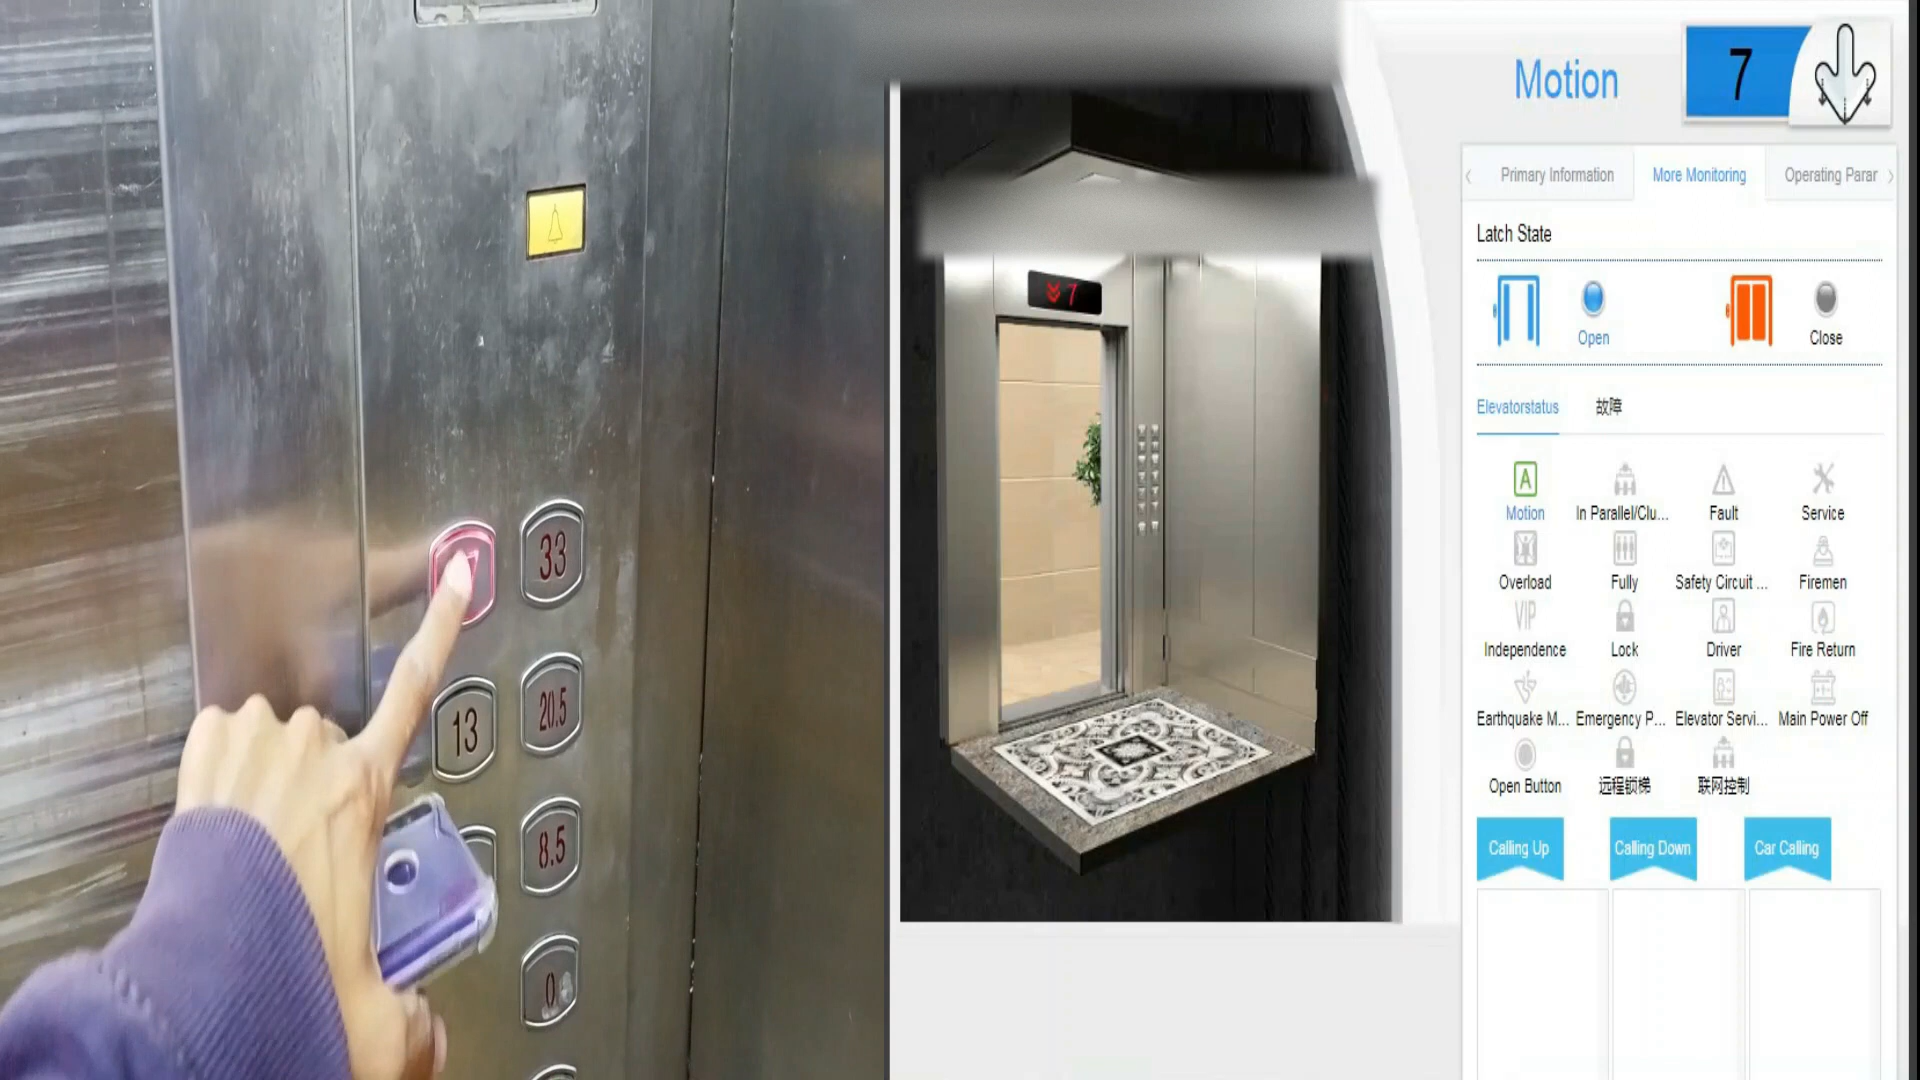 33
13
20.5
8.5
0
7
Motion
7
Primary Information
More Monitoring
Operating Parar
Latch State
Open
Close
Elevatorstatus
故障
A
Motion
In Parallel/Clu...
Fault
Service
Overload
Fully
Safety Circuit ...
Firemen
VIP
Independence
Lock
Driver
Fire Return
Earthquake M...
Emergency P...
Elevator Servi...
Main Power Off
Open Button
远程锁梯
联网控制
Calling Up
Calling Down
Car Calling